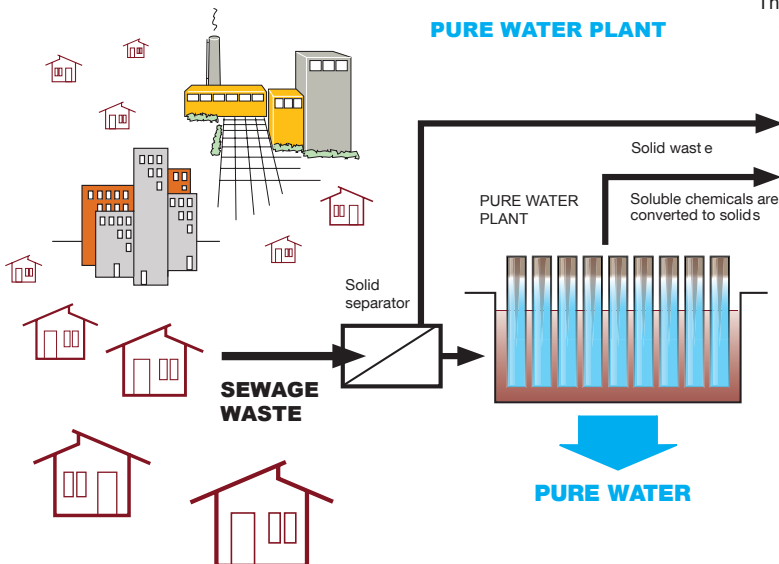 Th
PURE WATER PLANT
Solid wast e
PURE WATER
PLANT
Soluble chemicals are
converted to solids
Solid
separator
SEWAGE
WASTE
PURE WATER